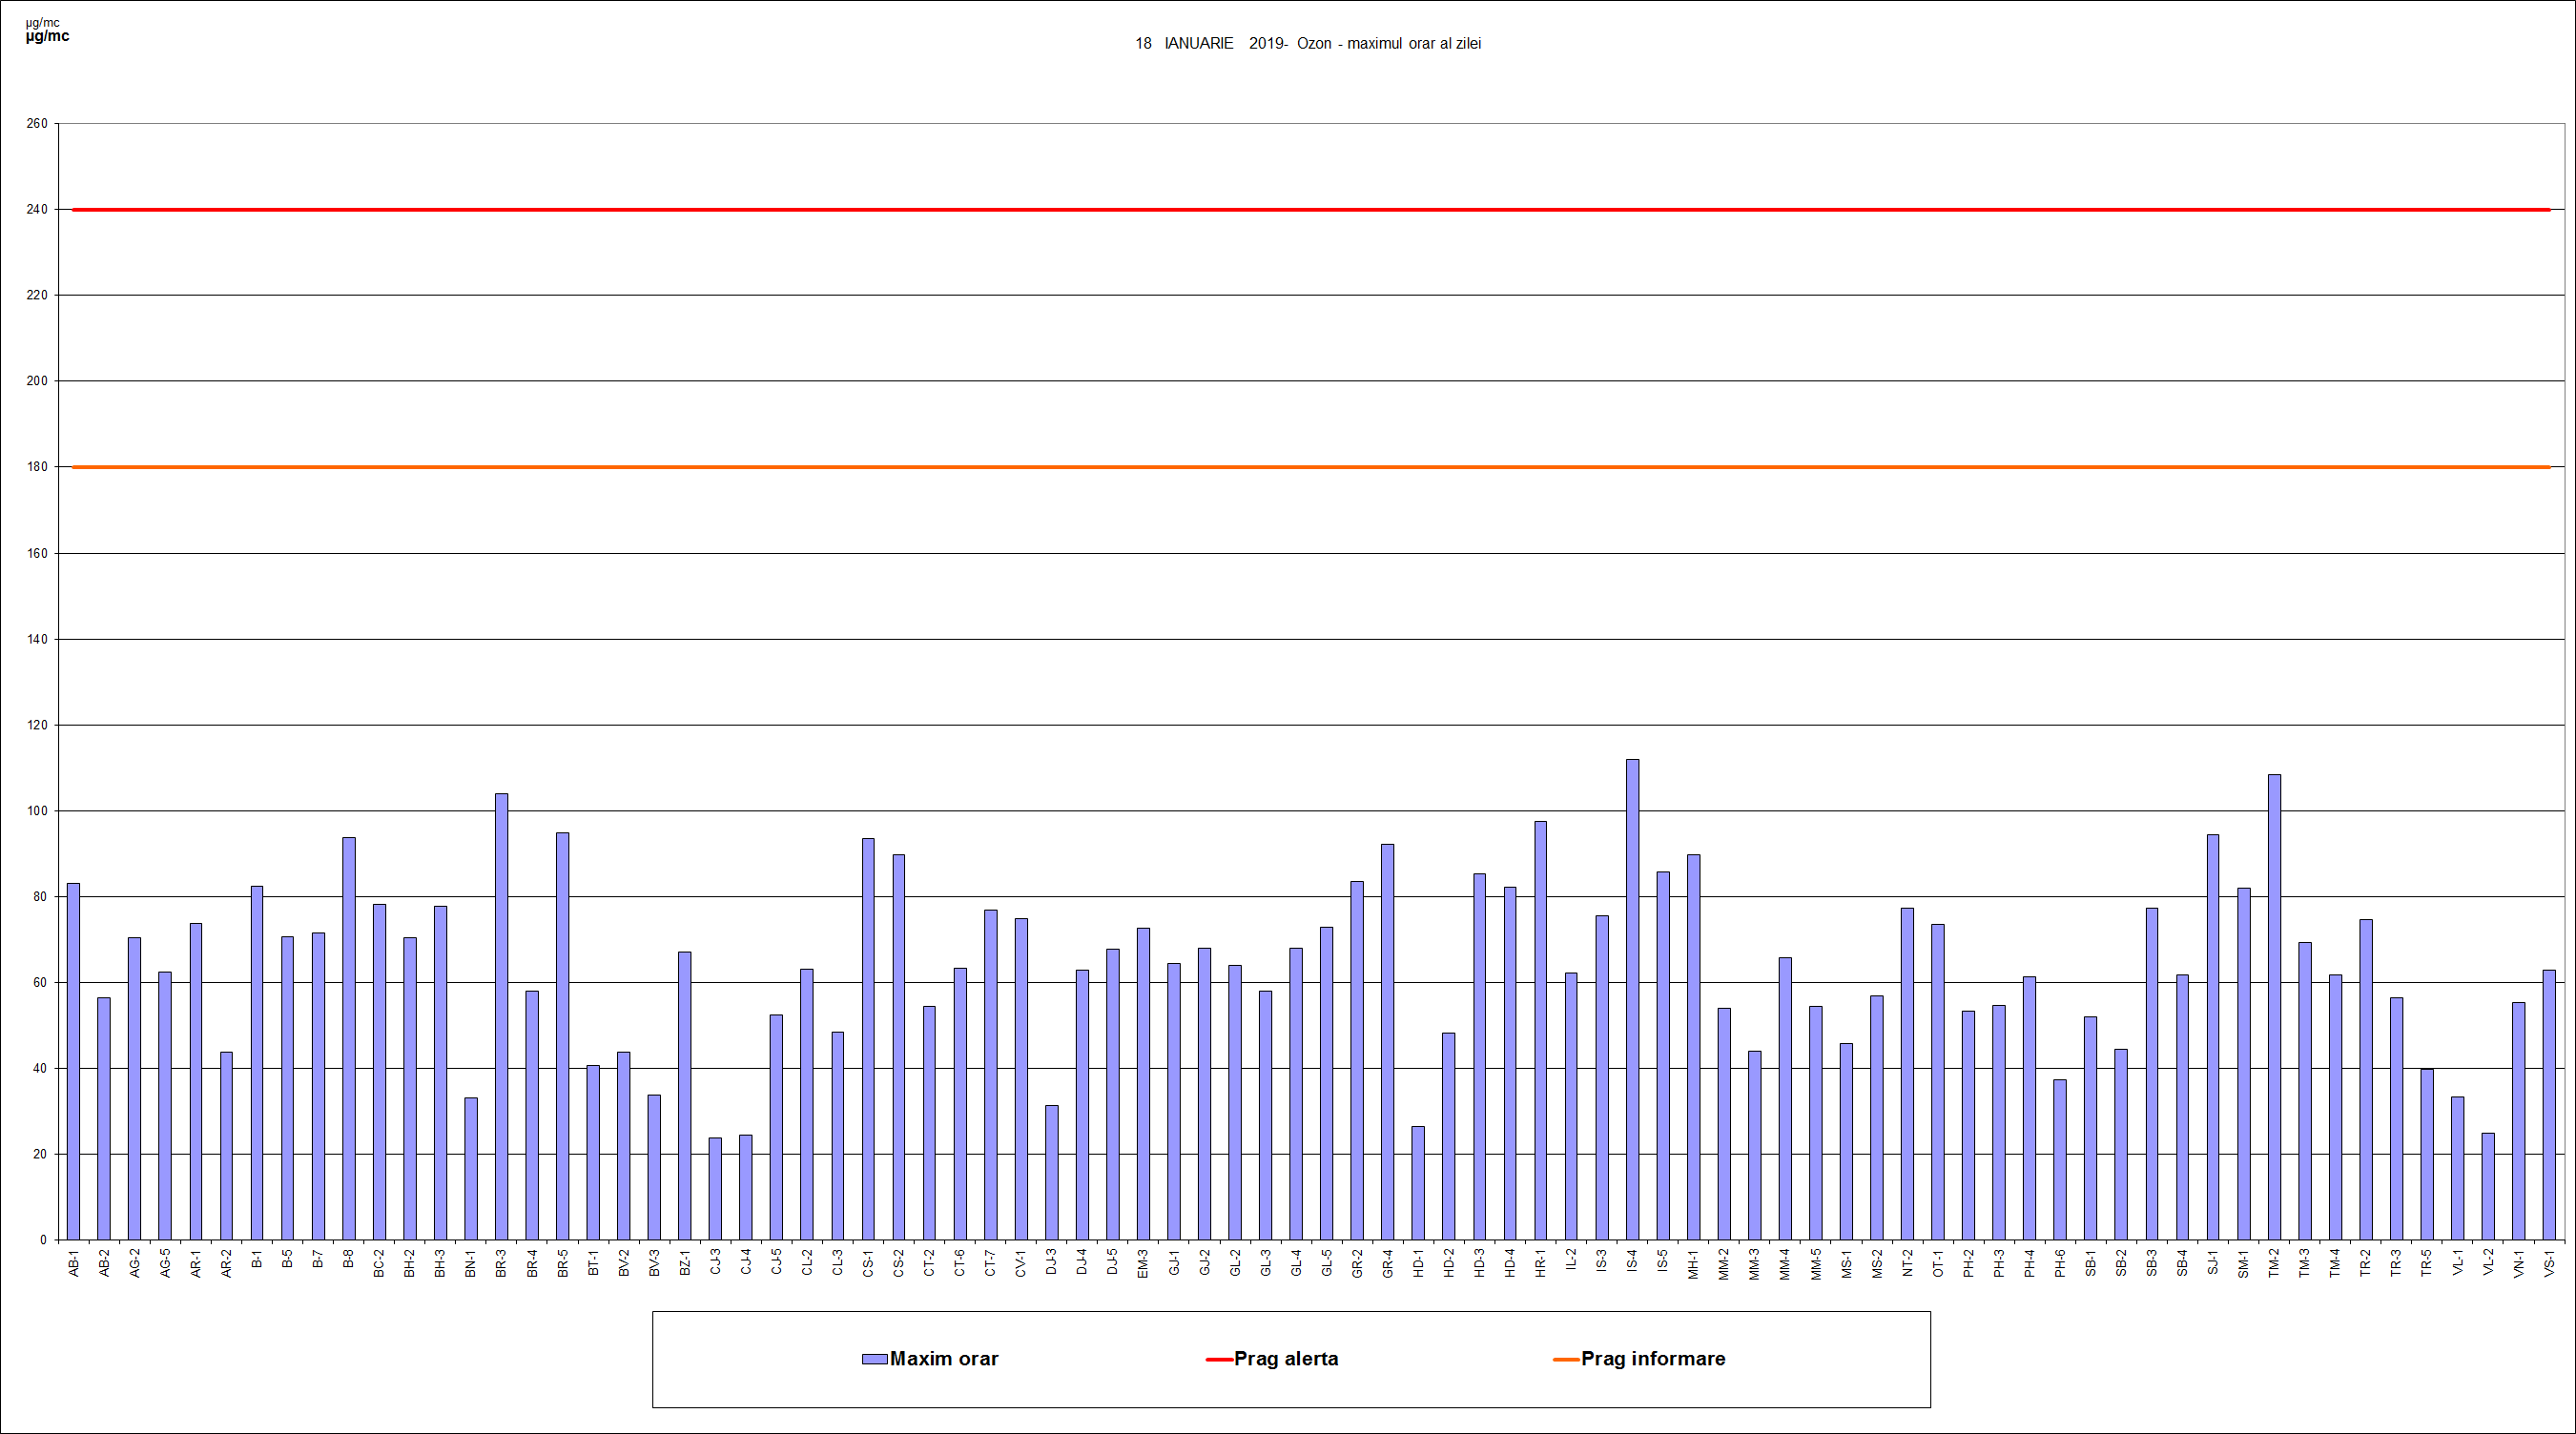 µg/mc
µg/mc
18 IANUARIE 2019- Ozon - maximul orar al zilei
260
240
220
200
180
160
140
120
100
80
60
40
20
0
AB-1
AB-2
AG-2
AG-5
AR-1
AR-2
B-1
B-5
B-7
B-8
BC-2
BH-2
BH-3
BN-1
BR-3
BR-4
BR-5
BT-1
BV-2
BV-3
BZ-1
CJ-3
CJ-4
CJ-5
CL-2
CL-3
CS-1
CS-2
CT-2
CT-6
CT-7
CV-1
DJ-3
DJ-4
DJ-5
EM-3
GJ-1
GJ-2
GL-2
GL-3
GL-4
GL-5
GR-2
GR-4
HD-1
HD-2
HD-3
HD-4
HR-1
IL-2
IS-3
IS-4
IS-5
MH-1
MM-2
MM-3
MM-4
MM-5
MS-1
MS-2
NT-2
OT-1
PH-2
PH-3
PH-4
PH-6
SB-1
SB-2
SB-3
SB-4
SJ-1
SM-1
TM-2
TM-3
TM-4
TR-2
TR-3
TR-5
VL-1
VL-2
VN-1
VS-1
Maxim orar
Prag alerta
Prag informare